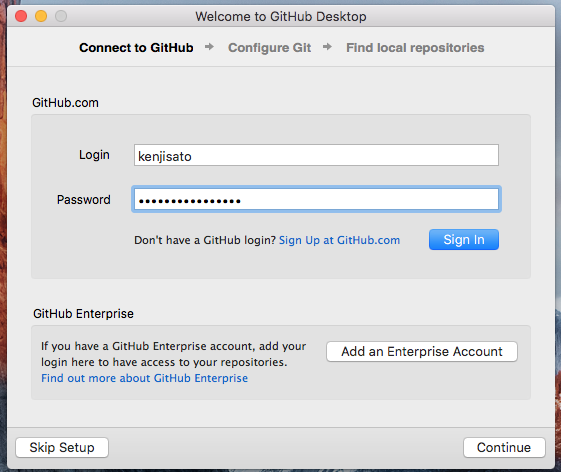 Welcome to GitHub Desktop
Connect to GitHub → Configure Git → Find local repositories
GitHub.com
Login kenjisato
Password ••••••••••••••••
Don't have a GitHub login? Sign Up at GitHub.com Sign In
GitHub Enterprise
If you have a GitHub Enterprise account, add your
login here to have access to your repositories.
Find out more about GitHub Enterprise
Add an Enterprise Account
Skip Setup Continue